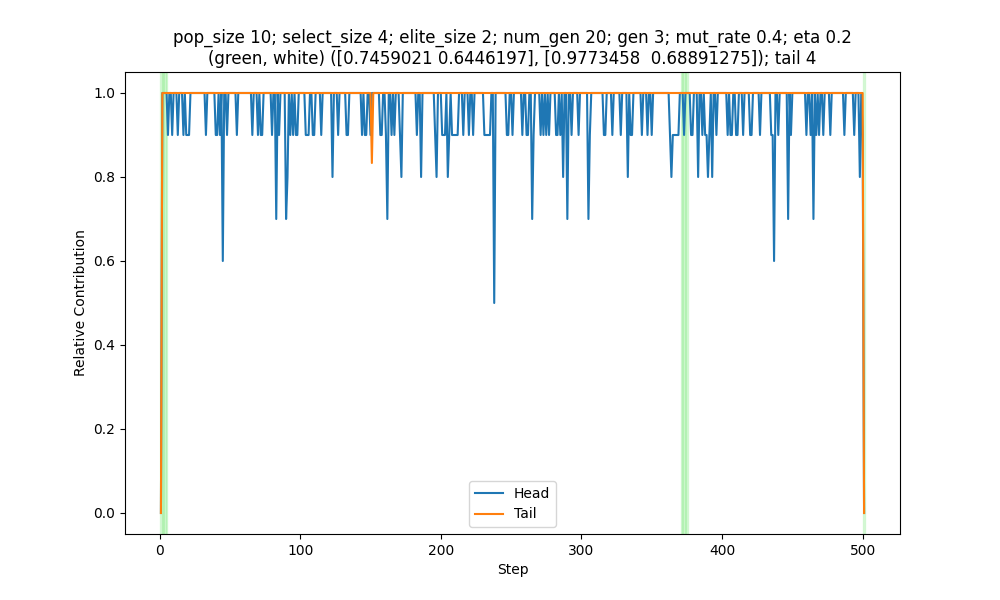 pop_size 10; select_size 4; elite_size 2; num_gen 20; gen 3; mut_rate 0.4; eta 0.2
(green, white) ([0.7459021 0.6446197], [0.9773458  0.68891275]); tail 4
Relative Contribution
1.0
0.8
0.6
0.4
0.2
0.0
Head
Tail
0
100
200
300
400
500
Step